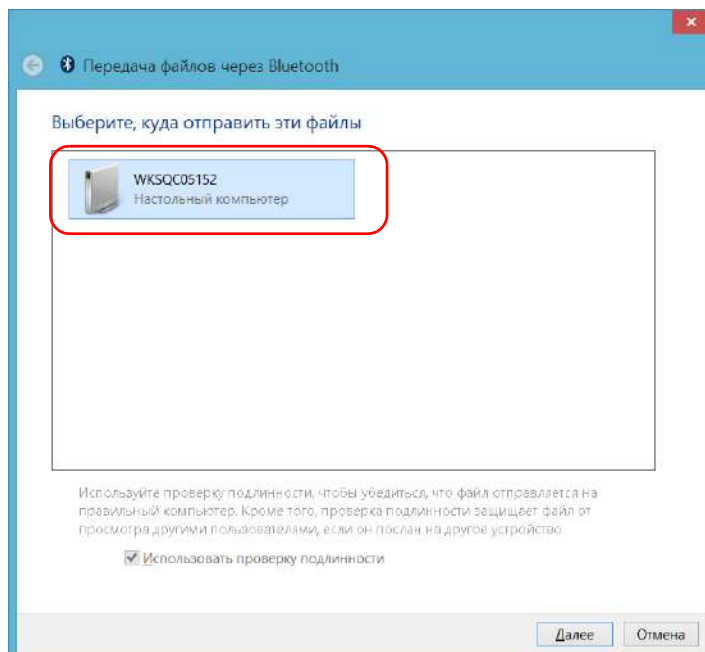 Передача файлов через Bluetooth
Выберите, куда отправить эти файлы
WKSQC05152
Настольный компьютер
Используйте проверку подлинности, чтобы убедиться, что файл отправляется на
правильный компьютер. Кроме того, проверка подлинности защищает файл от
просмотра другими пользователями, если он послан на другое устройство.
Использовать проверку подлинности
Далее
Отмена